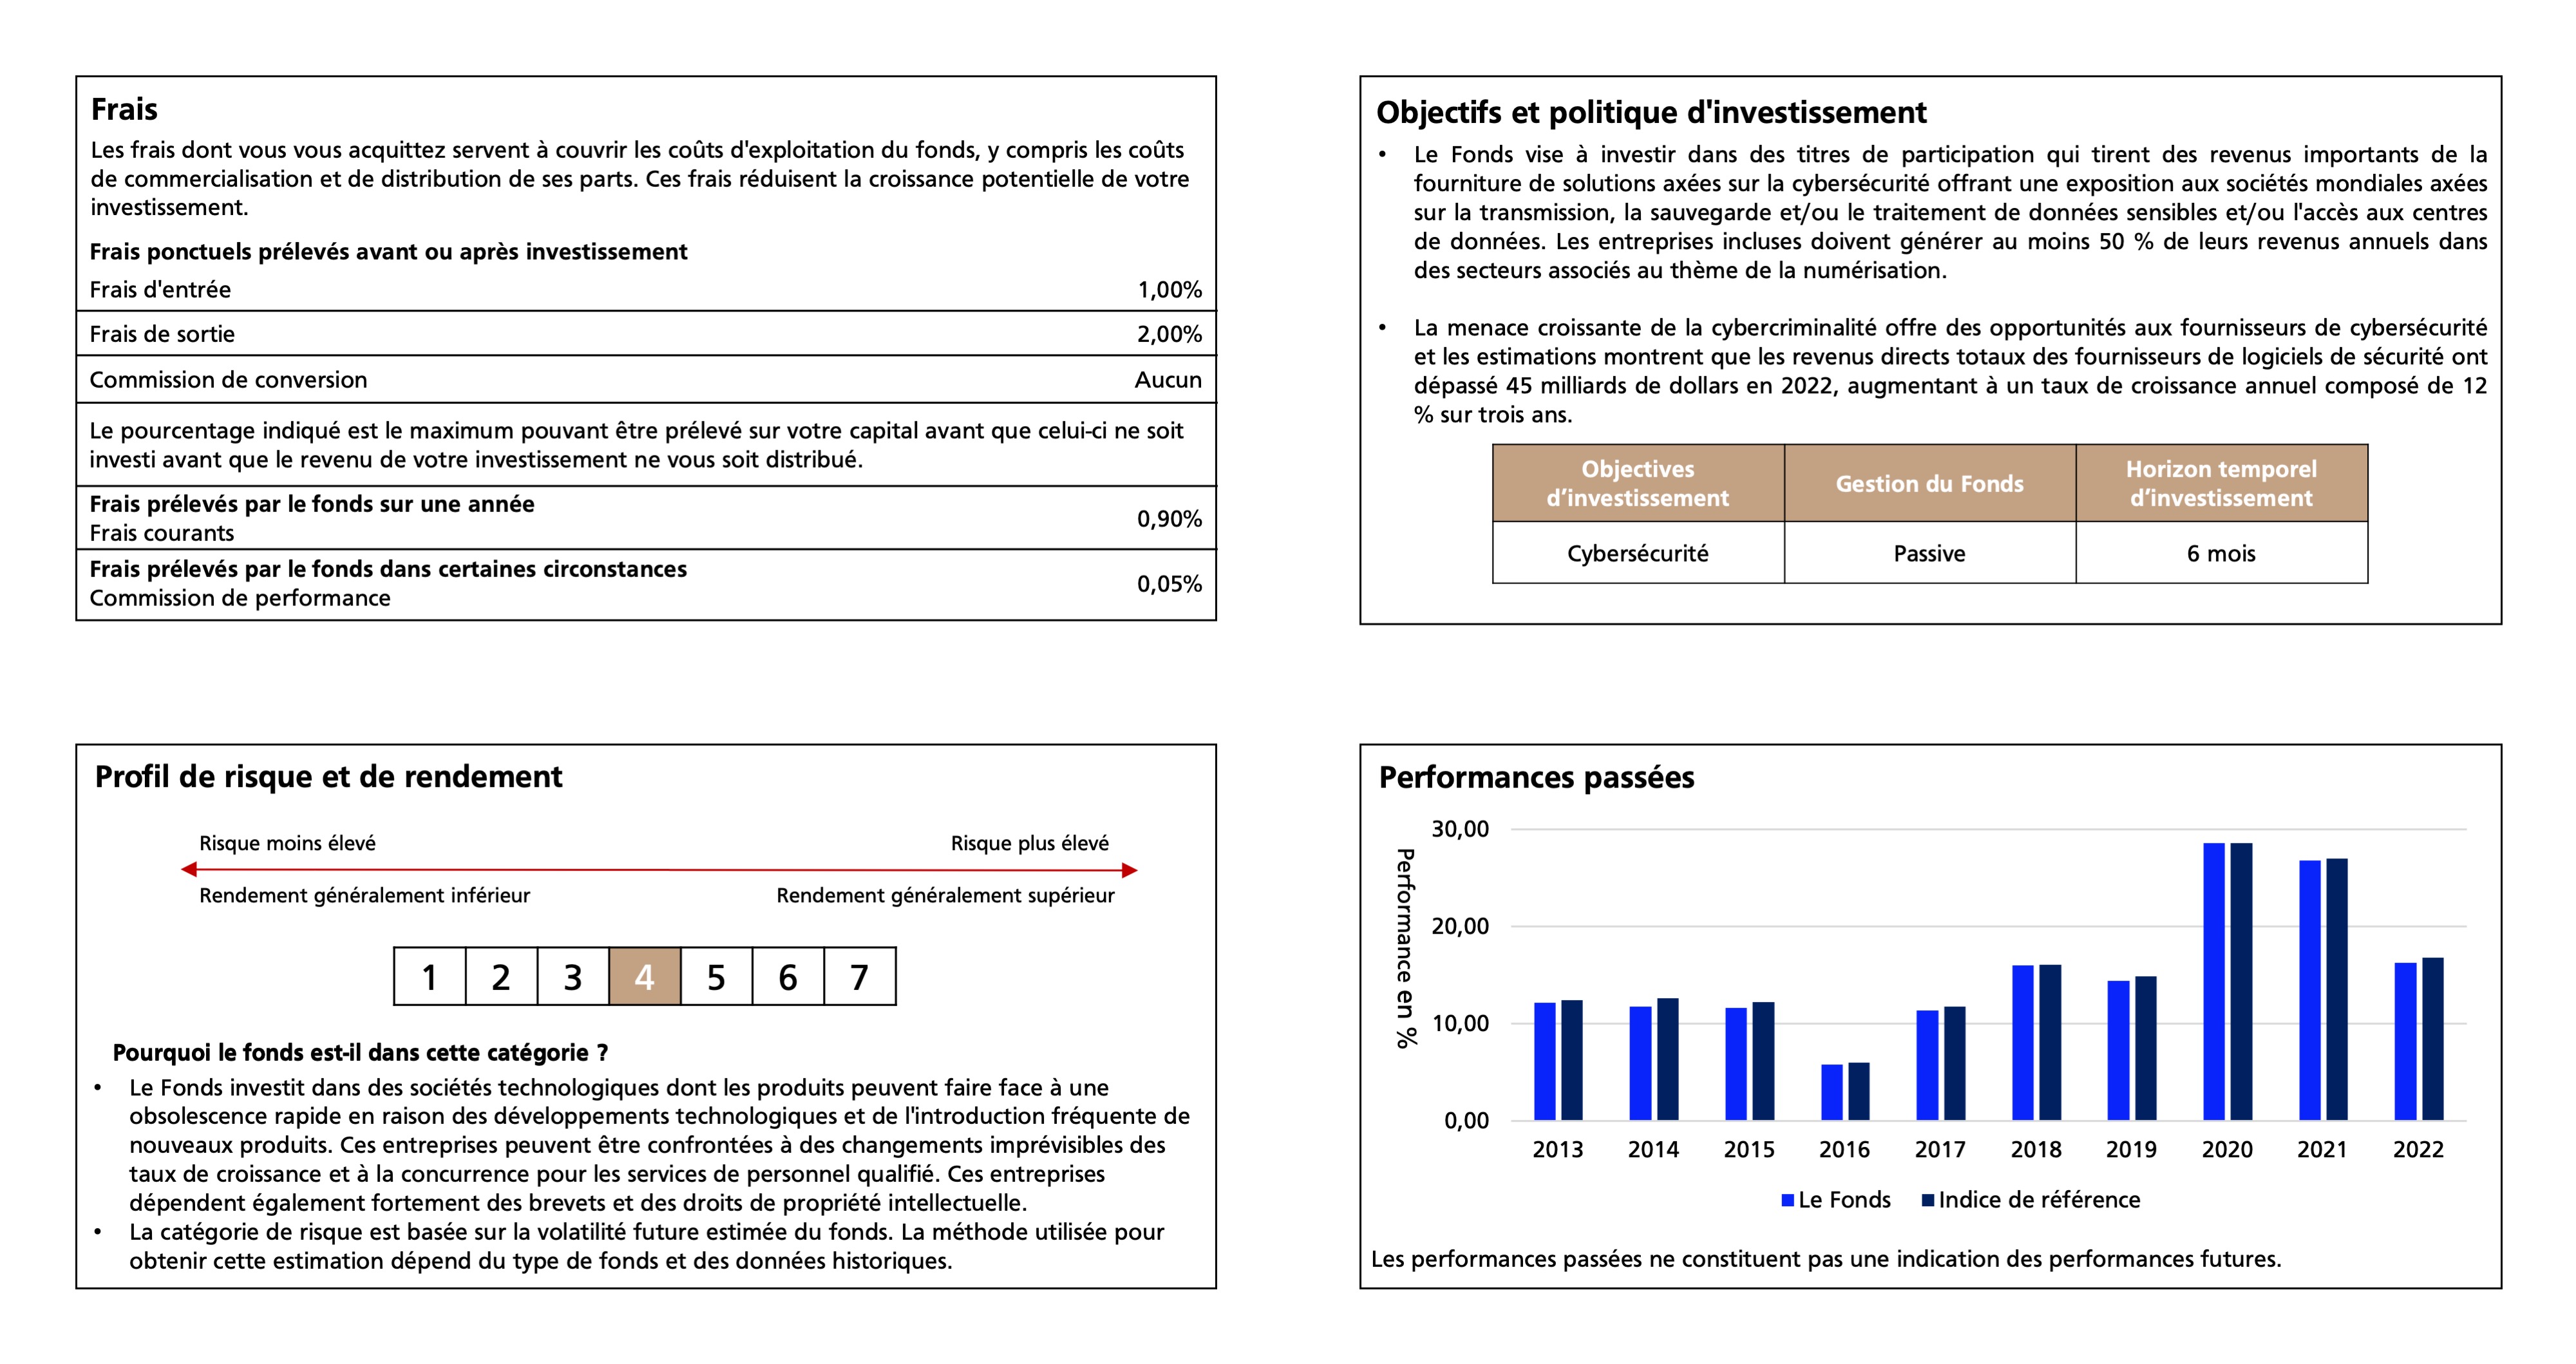 Frais
Les frais dont vous vous acquittez servent à couvrir les coûts d'exploitation du fonds, y compris les coûts
de commercialisation et de distribution de ses parts. Ces frais réduisent la croissance potentielle de votre
investissement.
Frais ponctuels prélevés avant ou après investissement
Frais d'entrée 1,00%
Frais de sortie 2,00%
Commission de conversion Aucun
Le pourcentage indiqué est le maximum pouvant être prélevé sur votre capital avant que celui-ci ne soit
investi avant que le revenu de votre investissement ne vous soit distribué.
Frais prélevés par le fonds sur une année
Frais courants 0,90%
Frais prélevés par le fonds dans certaines circonstances
Commission de performance 0,05%
Objectifs et politique d'investissement
• Le Fonds vise à investir dans des titres de participation qui tirent des revenus importants de la
fourniture de solutions axées sur la cybersécurité offrant une exposition aux sociétés mondiales axées
sur la transmission, la sauvegarde et/ou le traitement de données sensibles et/ou l'accès aux centres
de données. Les entreprises incluses doivent générer au moins 50 % de leurs revenus annuels dans
des secteurs associés au thème de la numérisation.
• La menace croissante de la cybercriminalité offre des opportunités aux fournisseurs de cybersécurité
et les estimations montrent que les revenus directs totaux des fournisseurs de logiciels de sécurité ont
dépassé 45 milliards de dollars en 2022, augmentant à un taux de croissance annuel composé de 12
% sur trois ans.
Objectives d’investissement Gestion du Fonds Horizon temporel d’investissement
Cybersécurité Passive 6 mois
Profil de risque et de rendement
Risque moins élevé Risque plus élevé
Rendement généralement inférieur Rendement généralement supérieur
1 2 3 4 5 6 7
Pourquoi le fonds est-il dans cette catégorie ?
• Le Fonds investit dans des sociétés technologiques dont les produits peuvent faire face à une
obsolescence rapide en raison des développements technologiques et de l'introduction fréquente de
nouveaux produits. Ces entreprises peuvent être confrontées à des changements imprévisibles des
taux de croissance et à la concurrence pour les services de personnel qualifié. Ces entreprises
dépendent également fortement des brevets et des droits de propriété intellectuelle.
• La catégorie de risque est basée sur la volatilité future estimée du fonds. La méthode utilisée pour
obtenir cette estimation dépend du type de fonds et des données historiques.
Performances passées
Performance en %
30,00
20,00
10,00
0,00
2013 2014 2015 2016 2017 2018 2019 2020 2021 2022
Le Fonds Indice de référence
Les performances passées ne constituent pas une indication des performances futures.